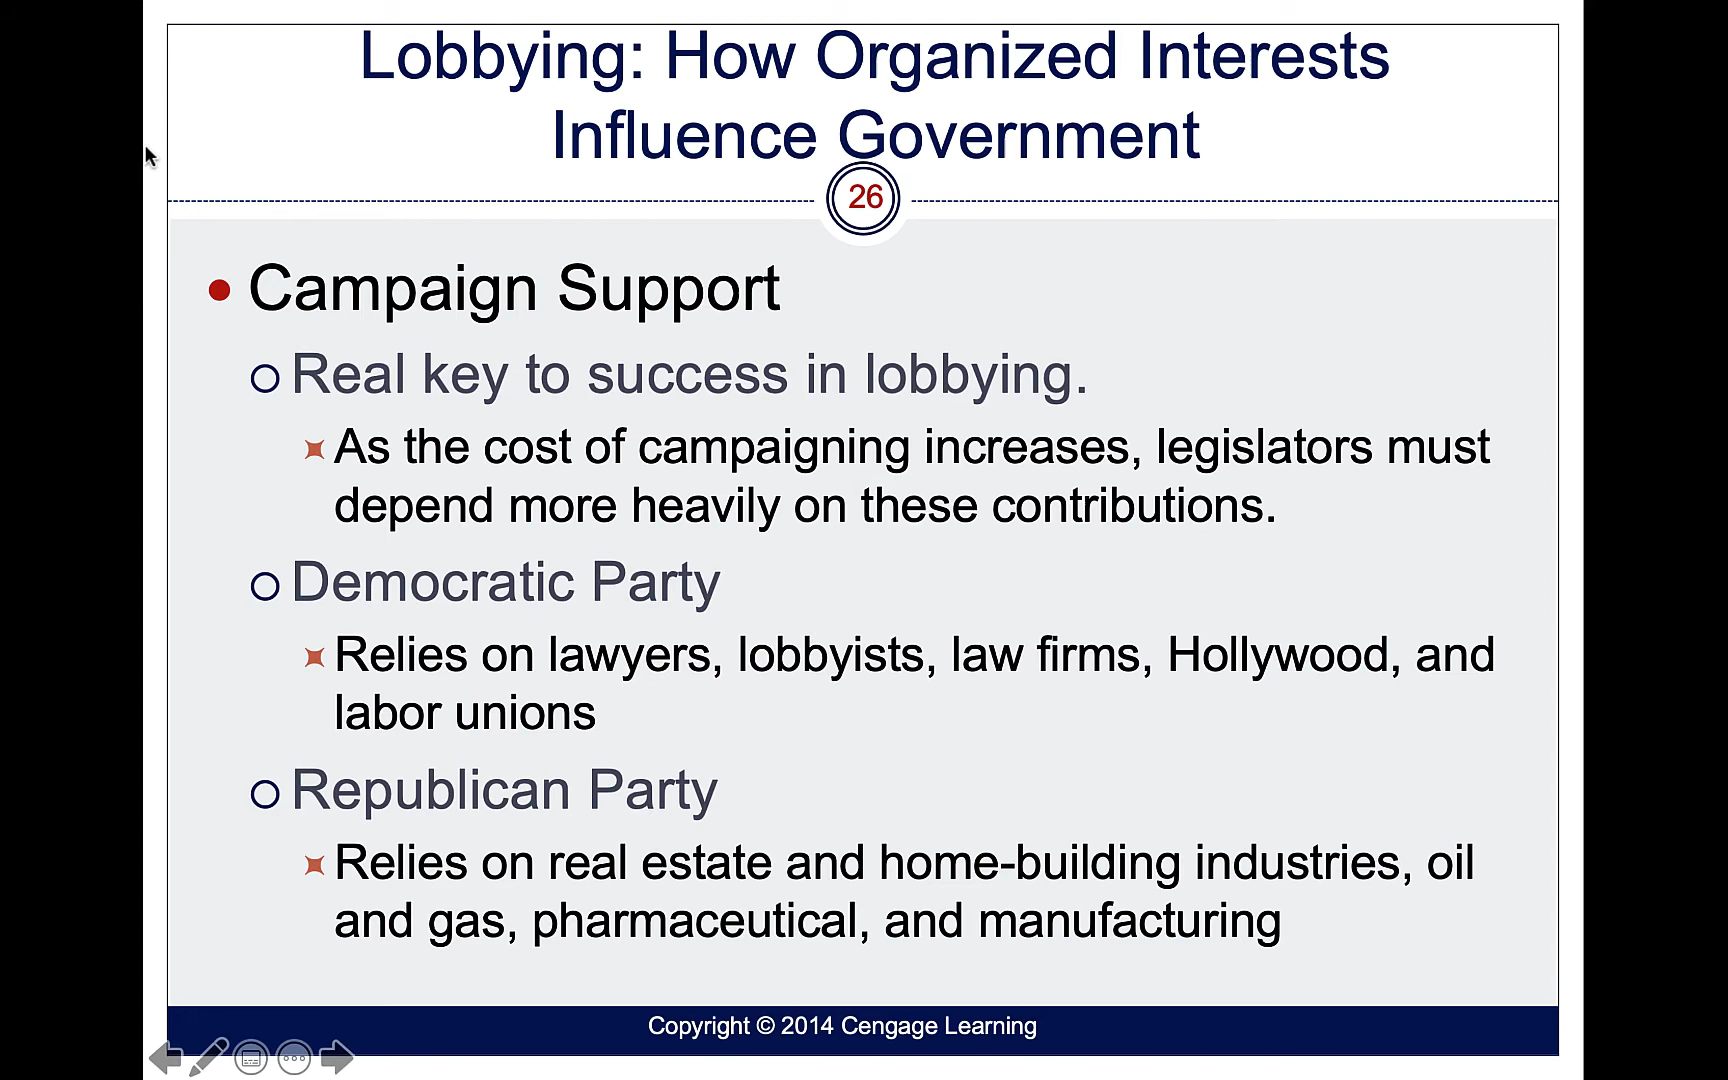 Lobbying: How Organized Interests
Influence Government
26
Campaign Support
Real key to success in lobbying.
As the cost of campaigning increases, legislators must
depend more heavily on these contributions.
Democratic Party
Relies on lawyers, lobbyists, law firms, Hollywood, and
labor unions
Republican Party
Relies on real estate and home-building industries, oil
and gas, pharmaceutical, and manufacturing
Copyright © 2014 Cengage Learning